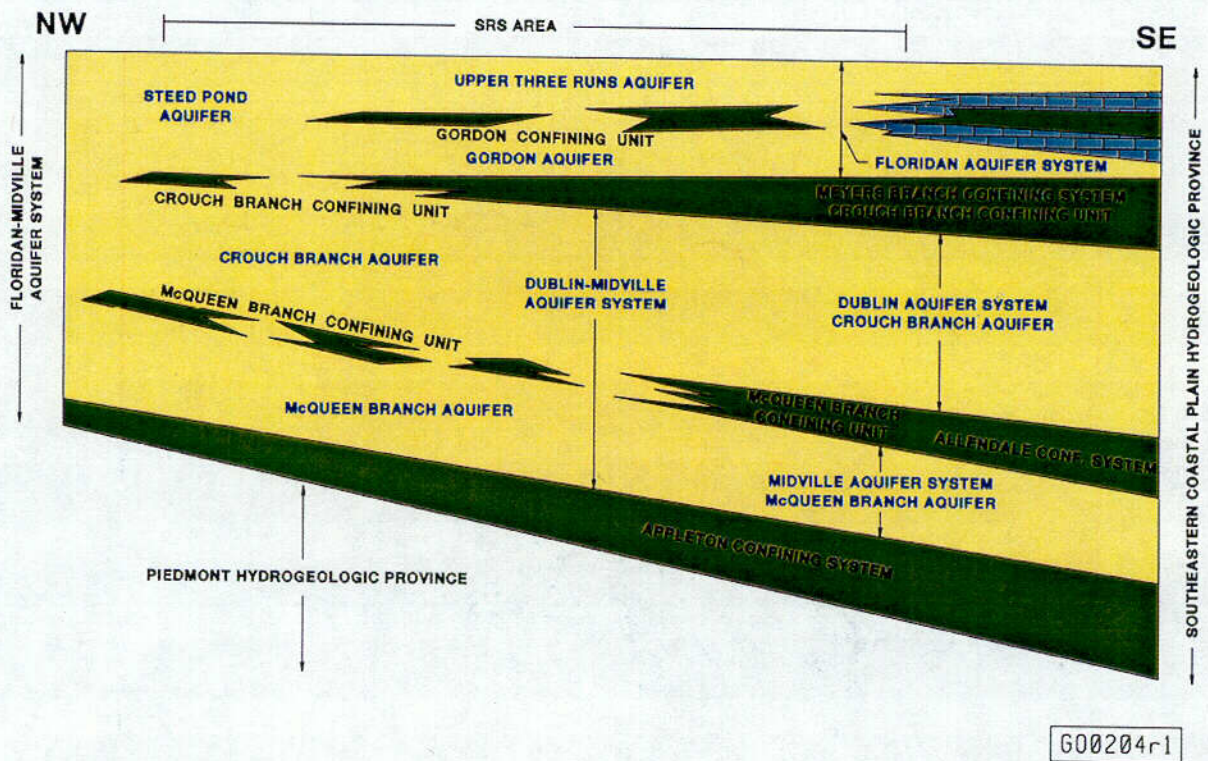 NW
SRS AREA
SE
UPPER THREE RUNS AQUIFER
STEED POND
AQUIFER
GORDON CONFINING UNIT
GORDON AQUIFER
FLORIDAN AQUIFER SYSTEM
MEYERS BRANCH CONFINING SYSTEM
CROUCH BRANCH CONFINING UNIT
CROUCH BRANCH CONFINING UNIT
FLORIDAN-MIDVILLE
AQUIFER SYSTEM
CROUCH BRANCH AQUIFER
DUBLIN-MIDVILLE
AQUIFER SYSTEM
DUBLIN AQUIFER SYSTEM
CROUCH BRANCH AQUIFER
McQUEEN BRANCH CONFINING UNIT
McQUEEN BRANCH
CONFINING UNIT
ALLENDALE CONF. SYSTEM
McQUEEN BRANCH AQUIFER
MIDVILLE AQUIFER SYSTEM
McQUEEN BRANCH AQUIFER
APPLETON CONFINING SYSTEM
PIEDMONT HYDROGEOLOGIC PROVINCE
SOUTHEASTERN COASTAL PLAIN HYDROGEOLOGIC PROVINCE
G00204r1